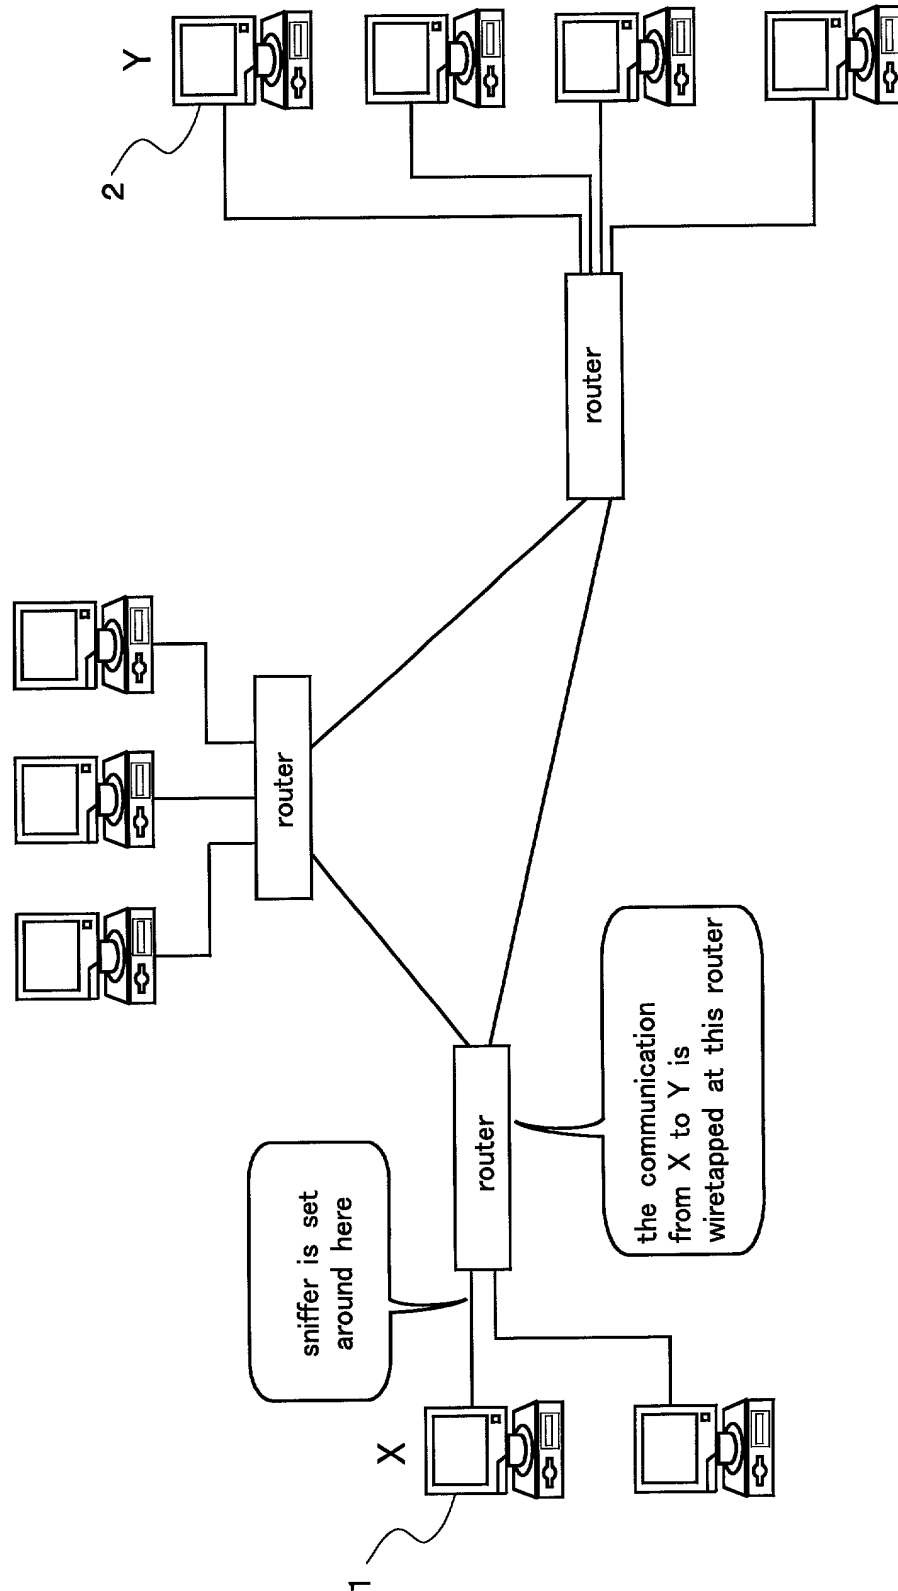 Y
2
router
router
router
sniffer is set
around here
the communication
from X to Y is
wiretapped at this router
X
1